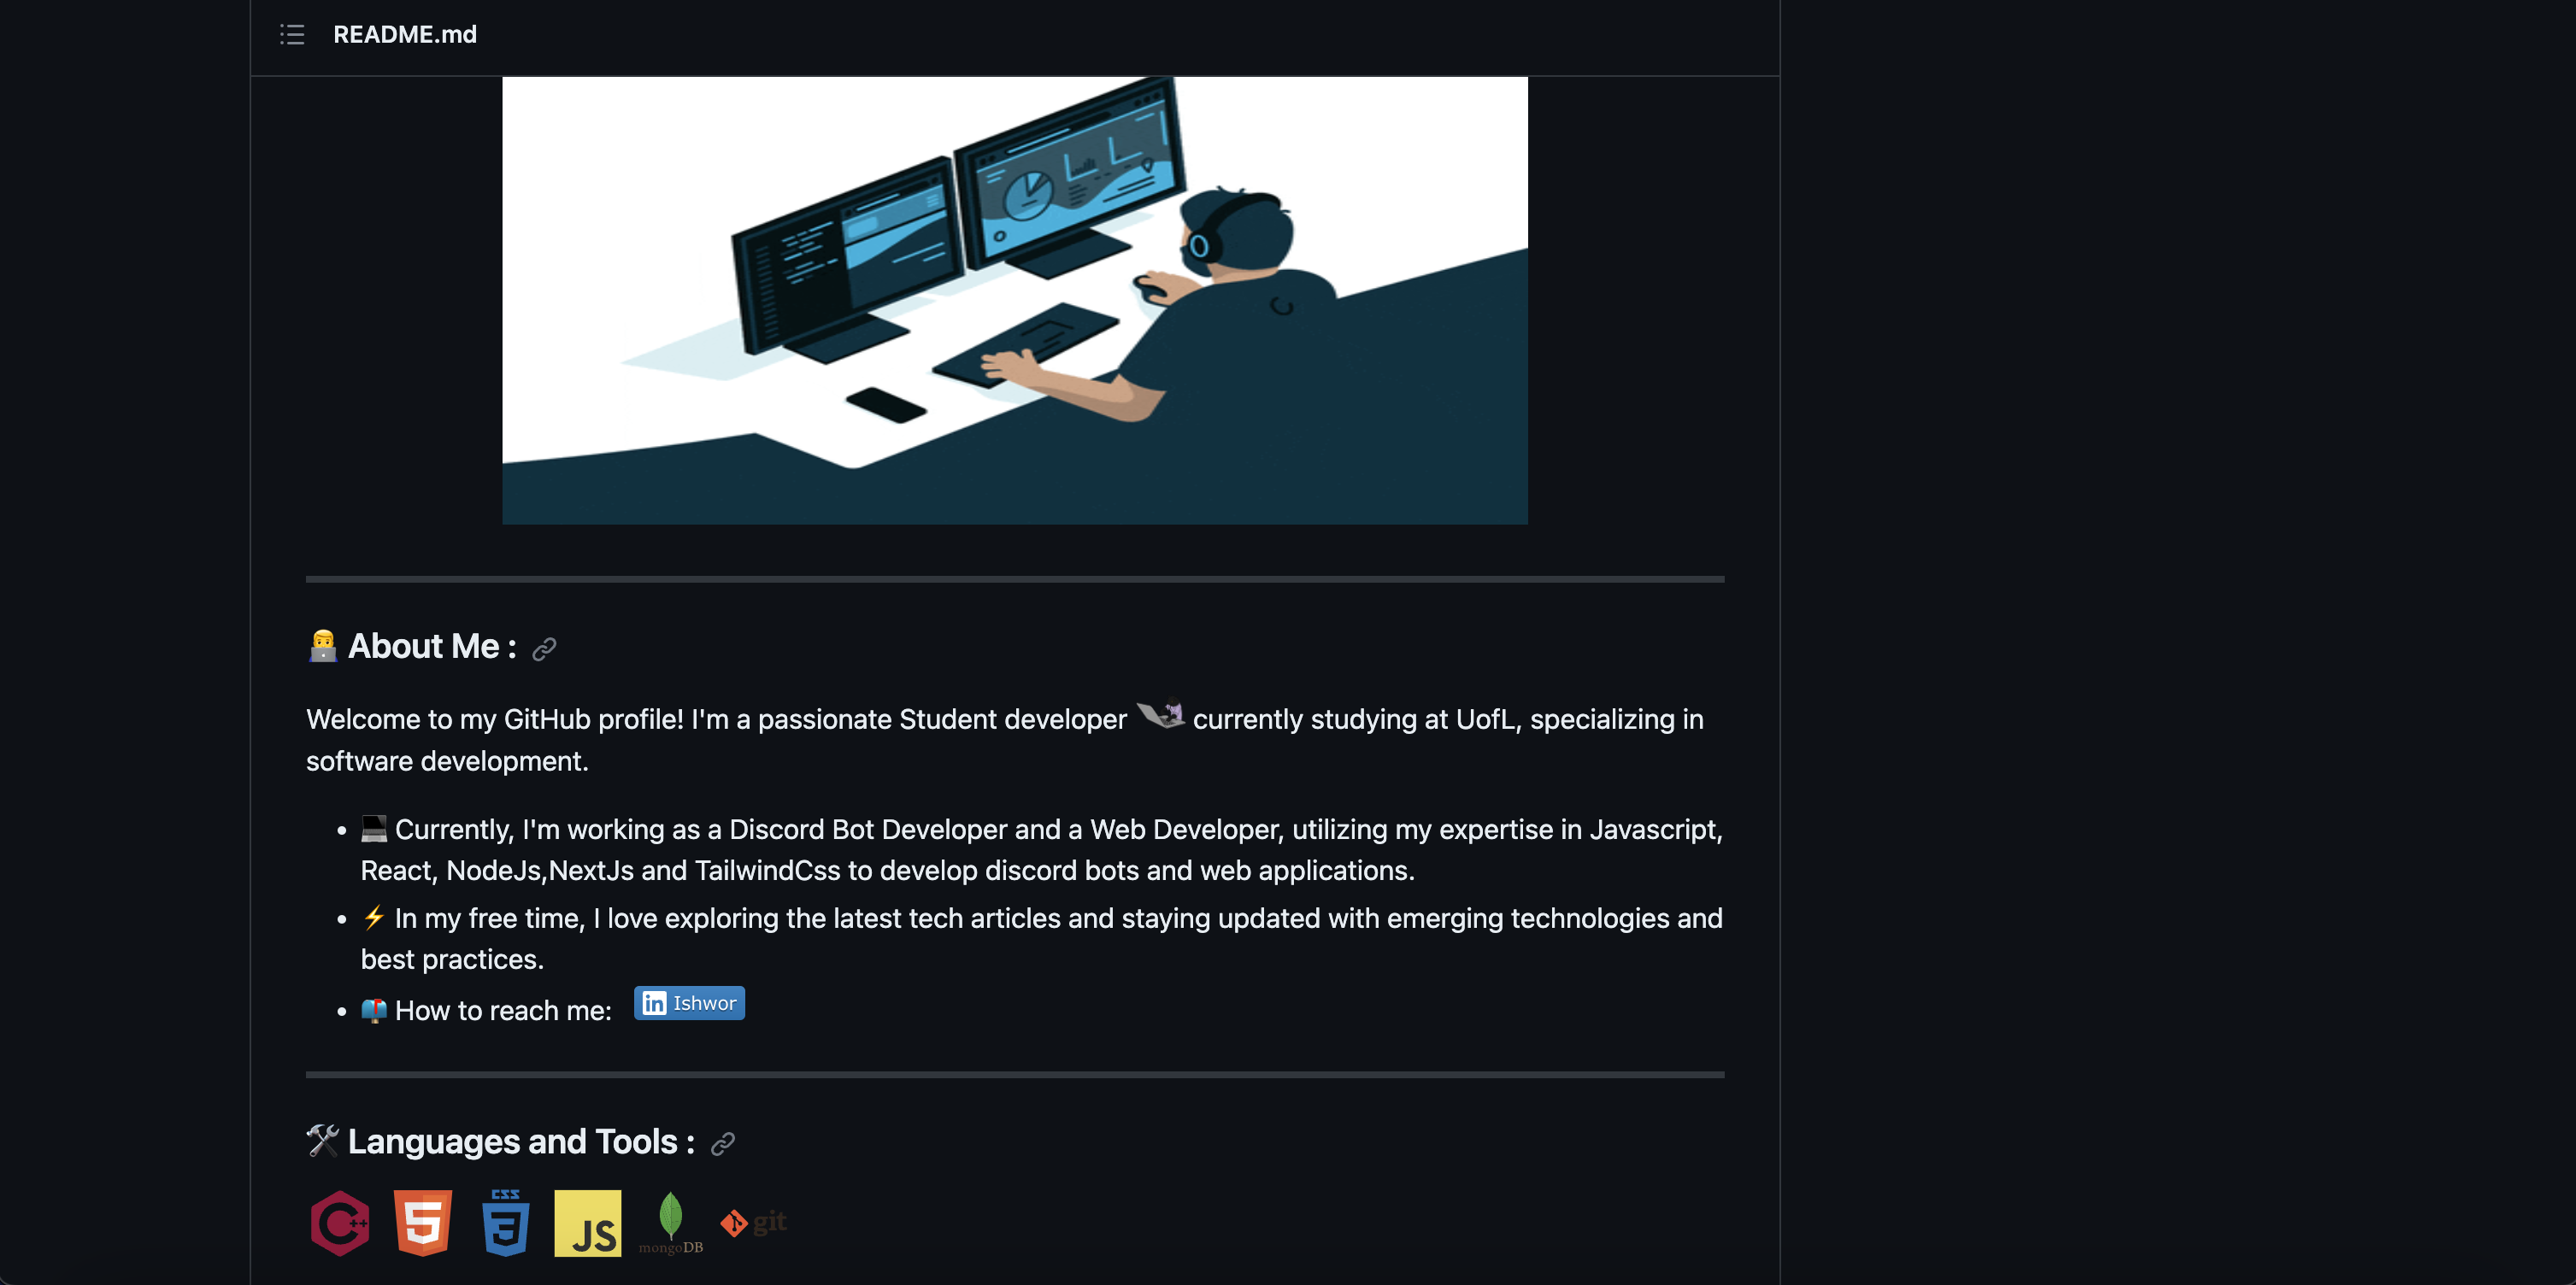 README.md
About Me :
Welcome to my GitHub profile! I'm a passionate Student developer currently studying at UofL, specializing in
software development.
Currently, I'm working as a Discord Bot Developer and a Web Developer, utilizing my expertise in Javascript,
React, NodeJs,NextJs and TailwindCss to develop discord bots and web applications.
In my free time, I love exploring the latest tech articles and staying updated with emerging technologies and
best practices.
How to reach me: in Ishwor
Languages and Tools :
C++ 5 CSS 3 JS mongoDB git